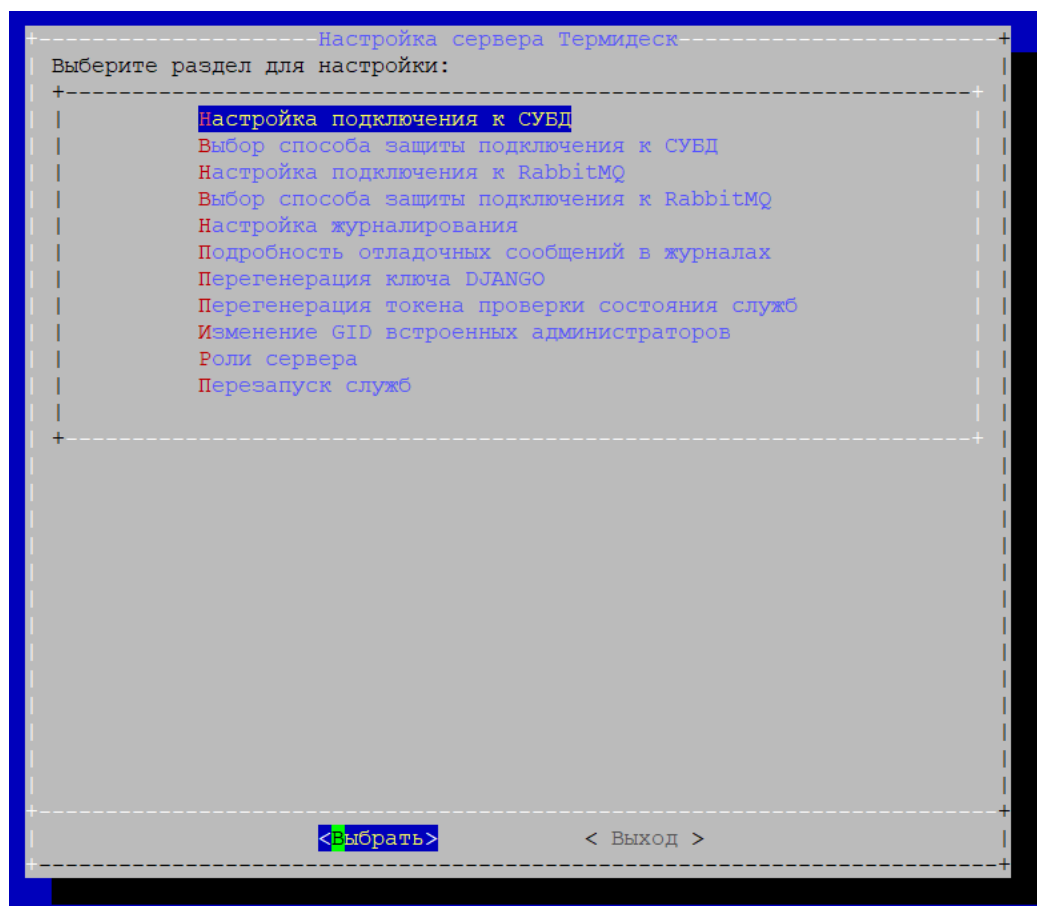 Настройка сервера Термидеск
Выберите раздел для настройки:
Настройка подключения к СУБД
Выбор способа защиты подключения к СУБД
Настройка подключения к RabbitMQ
Выбор способа защиты подключения к RabbitMQ
Настройка журналирования
Подробность отладочных сообщений в журналах
Перегенерация ключа DJANGO
Перегенерация токена проверки состояния служб
Изменение GID встроенных администраторов
Роли сервера
Перезапуск служб
<Выбрать> < Выход >